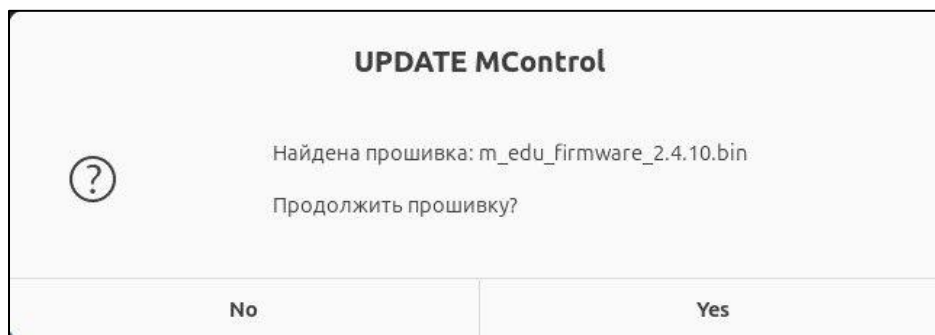 UPDATE MControl
Найдена прошивка: m_edu_firmware_2.4.10.bin
Продолжить прошивку?
No
Yes